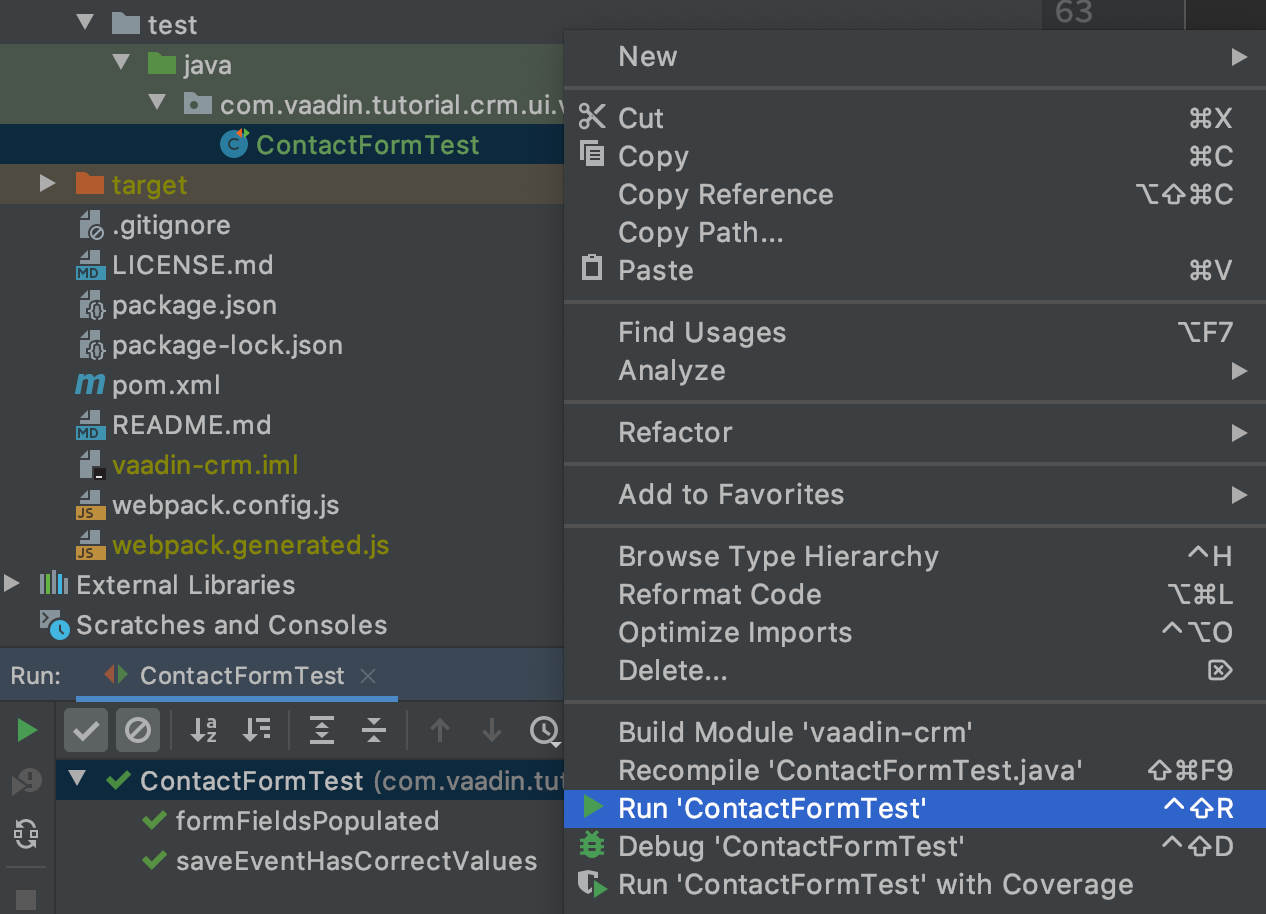 test
java
com.vaadin.tutorial.crm.ui.v
ContactFormTest
target
.gitignore
MD LICENSE.md
package.json
package-lock.json
m pom.xml
MD README.md
vaadin-crm.iml
JS webpack.config.js
JS webpack.generated.js
External Libraries
Scratches and Consoles
Run: ContactFormTest
ContactFormTest (com.vaadin.tut
formFieldsPopulated
saveEventHasCorrectValues
63
New
Cut ⌘X
Copy ⌘C
Copy Reference ⌥⇧⌘C
Copy Path...
Paste ⌘V
Find Usages ⌥F7
Analyze
Refactor
Add to Favorites
Browse Type Hierarchy ^H
Reformat Code ⌥⌘L
Optimize Imports ^⌥O
Delete... ⌦
Build Module 'vaadin-crm'
Recompile 'ContactFormTest.java' ⇧⌘F9
Run 'ContactFormTest' ^⇧R
Debug 'ContactFormTest' ^⇧D
Run 'ContactFormTest' with Coverage